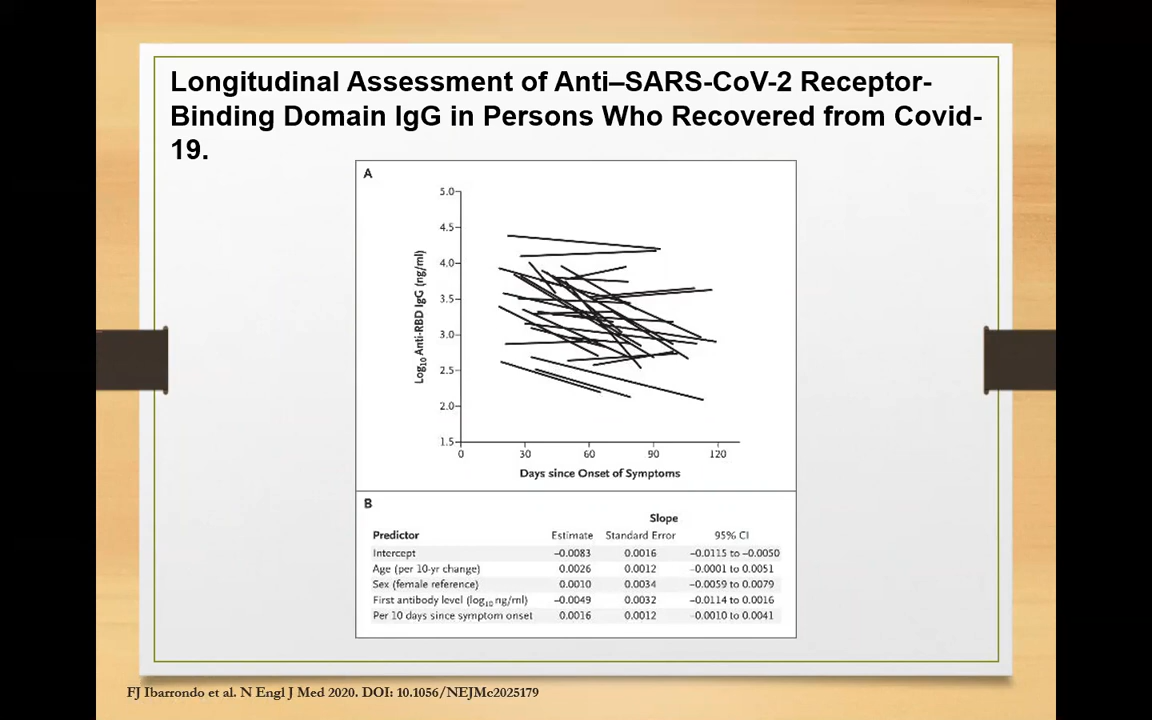 Longitudinal Assessment of Anti–SARS-CoV-2 Receptor-
Binding Domain IgG in Persons Who Recovered from Covid-
19.
A
5.0
4.5
4.0
3.5
3.0
2.5
2.0
1.5
Log10 Anti-RBD IgG (ng/ml)
0 30 60 90 120
Days since Onset of Symptoms
B
Slope
Predictor Estimate Standard Error 95% CI
Intercept −0.0083 0.0016 −0.0115 to −0.0050
Age (per 10-yr change) 0.0026 0.0012 −0.0001 to 0.0051
Sex (female reference) 0.0010 0.0034 −0.0059 to 0.0079
First antibody level (log10 ng/ml) −0.0049 0.0032 −0.0114 to 0.0016
Per 10 days since symptom onset 0.0016 0.0012 −0.0010 to 0.0041
FJ Ibarrondo et al. N Engl J Med 2020. DOI: 10.1056/NEJMc2025179